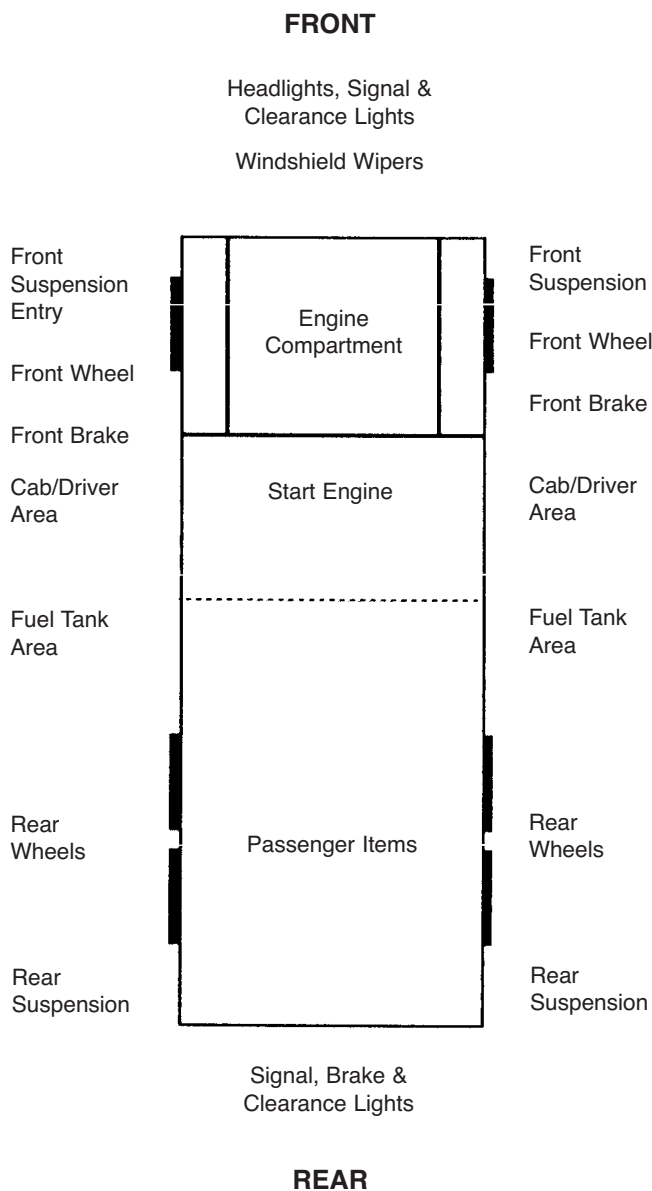 FRONT
Headlights, Signal &
Clearance Lights
Windshield Wipers
Front
Suspension
Entry
Front Wheel
Front Brake
Cab/Driver
Area
Fuel Tank
Area
Rear
Wheels
Rear
Suspension
Engine
Compartment
Start Engine
Passenger Items
Front
Suspension
Front Wheel
Front Brake
Cab/Driver
Area
Fuel Tank
Area
Rear
Wheels
Rear
Suspension
Signal, Brake &
Clearance Lights
REAR